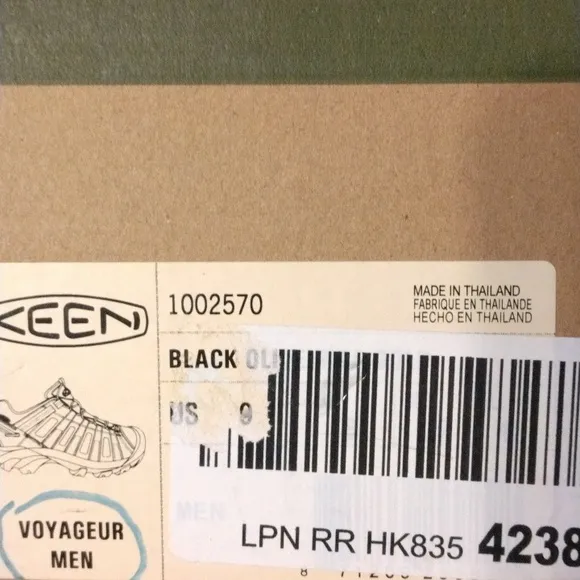 KEEN
1002570
MADE IN THAILAND
FABRIQUE EN THAILANDE
HECHO EN THAILAND
BLACK
US 9
MEN
LPN RR HK835 4238
VOYAGEUR
MEN